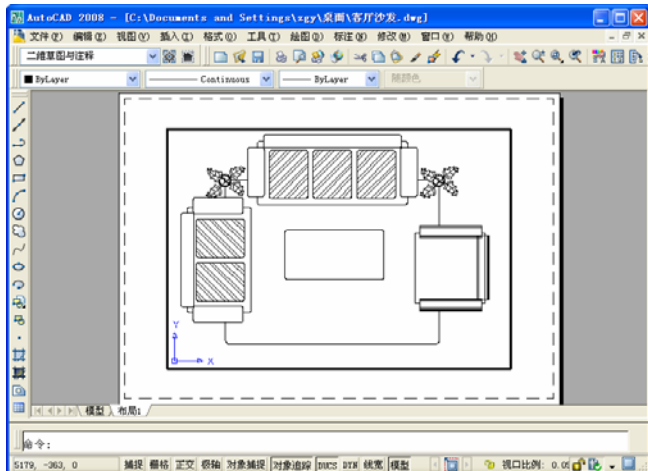 AutoCAD 2008 - [C:\Documents and Settings\zgy\桌面\客厅沙发.dwg]
文件(F) 编辑(E) 视图(V) 插入(I) 格式(O) 工具(T) 绘图(D) 标注(N) 修改(M) 窗口(W) 帮助(H)
二维草图与注释
ByLayer Continuous ByLayer 随颜色
Y
X
模型 布局1
命令:
5179, -363, 0 捕捉 栅格 正交 极轴 对象捕捉 对象追踪 DUCS DYN 线宽 模型 视口比例: